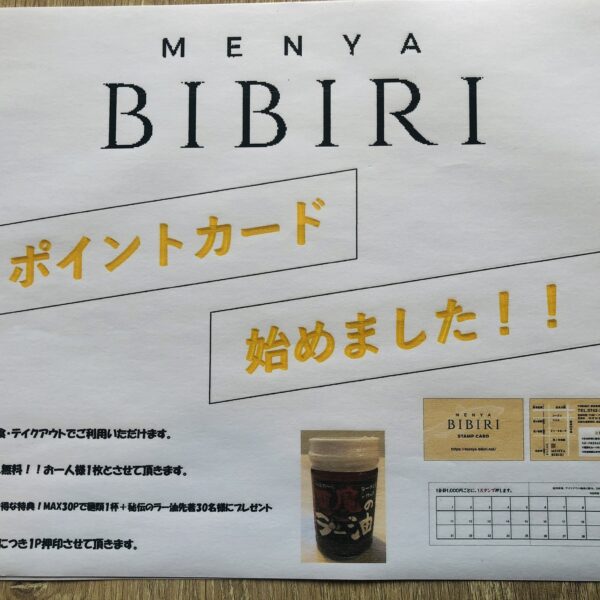 MENYA
BIBIRI
ポイントカード
始めました！！
食・テイクアウトでご利用いただけます。
無料！！お一人様1枚とさせて頂きます。
得な特典！MAX30Pで麺類1杯＋秘伝のラー油先着30名様にプレゼント
につき1P押印させて頂きます。
の
ラー油
MENYA
BIBIRI
STAMP CARD